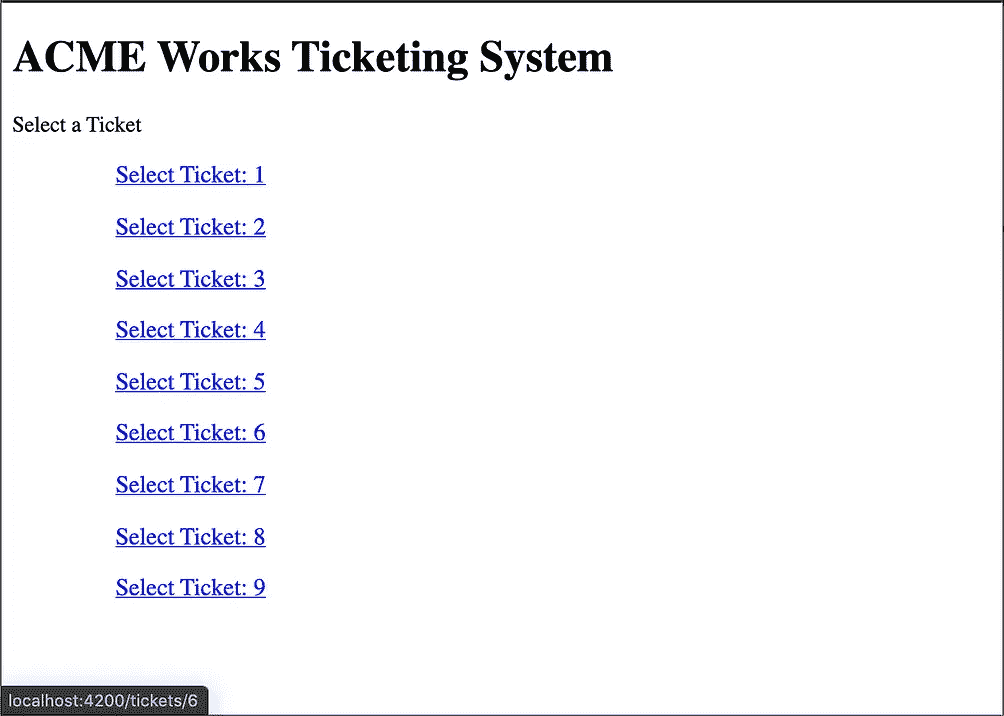 ACME Works Ticketing System
Select a Ticket
Select Ticket: 1
Select Ticket: 2
Select Ticket: 3
Select Ticket: 4
Select Ticket: 5
Select Ticket: 6
Select Ticket: 7
Select Ticket: 8
Select Ticket: 9
localhost:4200/tickets/6